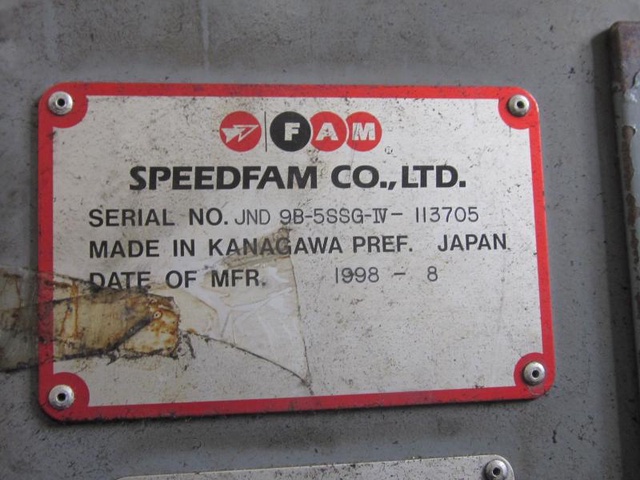 FAM
SPEEDFAM CO., LTD.
SERIAL NO. JND 9B-5SSG-IV- 113705
MADE IN KANAGAWA PREF. JAPAN
DATE OF MFR. 1998 - 8